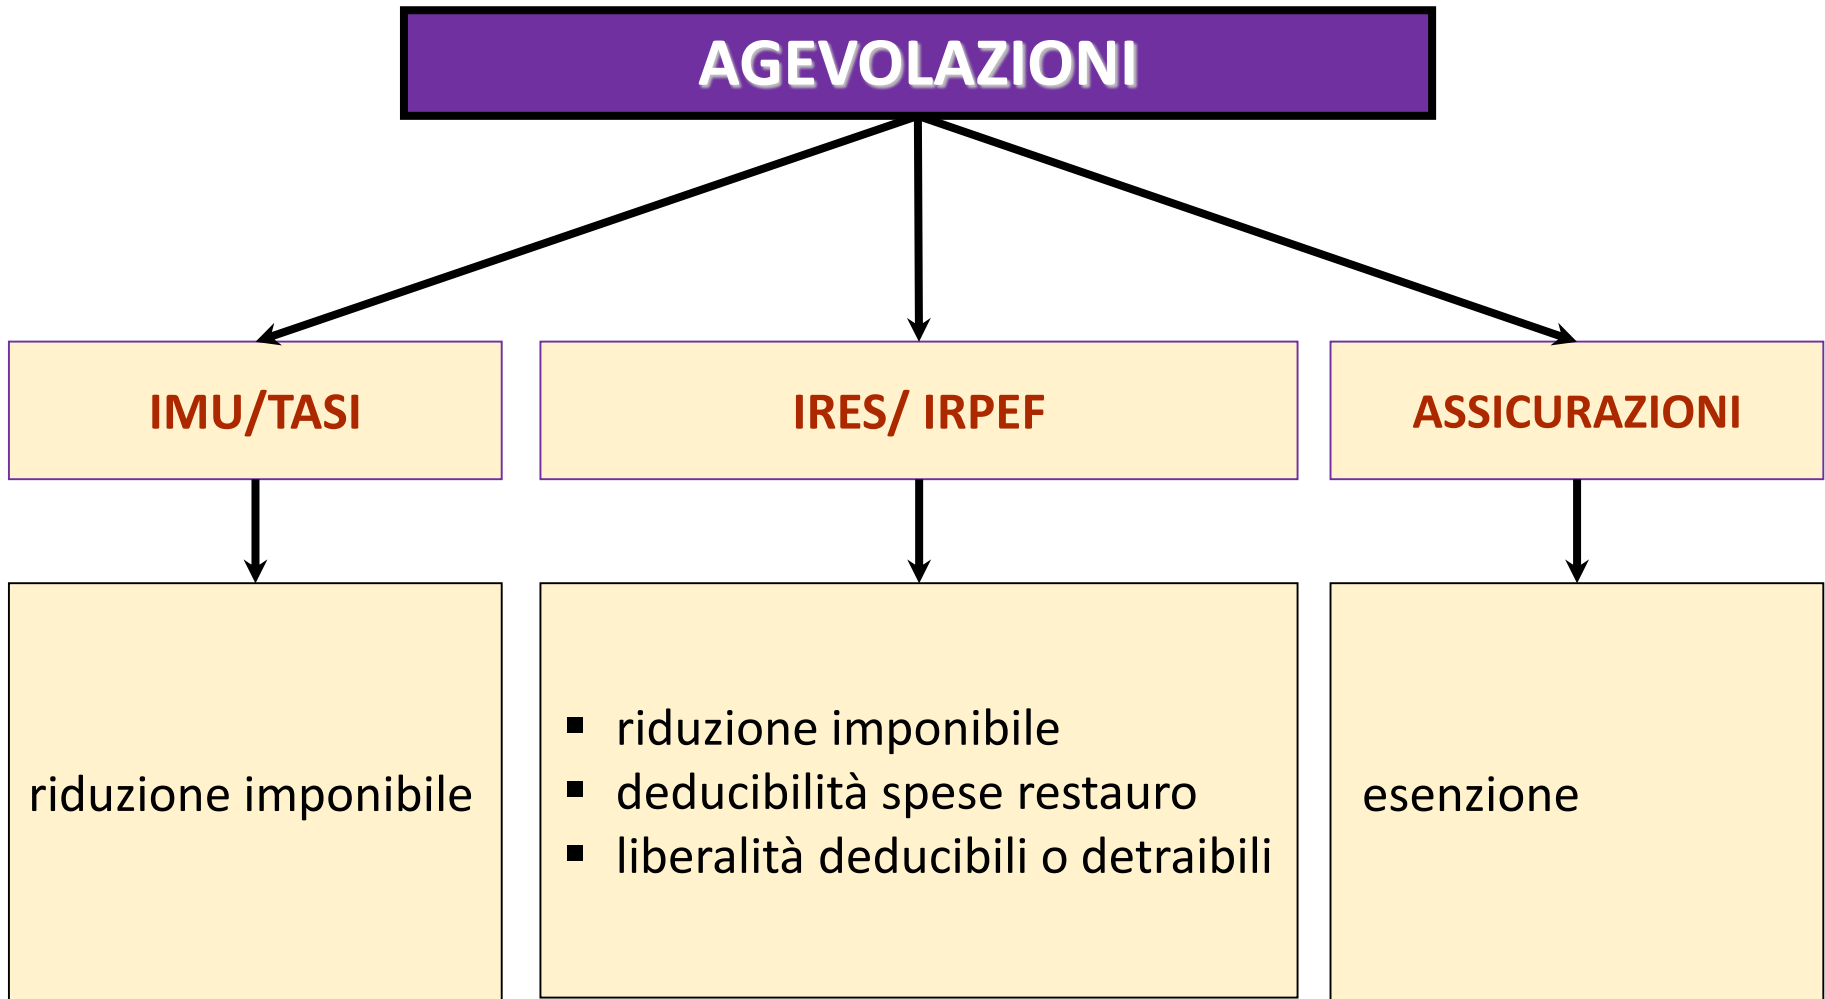 AGEVOLAZIONI
IMU/TASI
IRES/ IRPEF
ASSICURAZIONI
riduzione imponibile
▪ riduzione imponibile
▪ deducibilità spese restauro
▪ liberalità deducibili o detraibili
esenzione